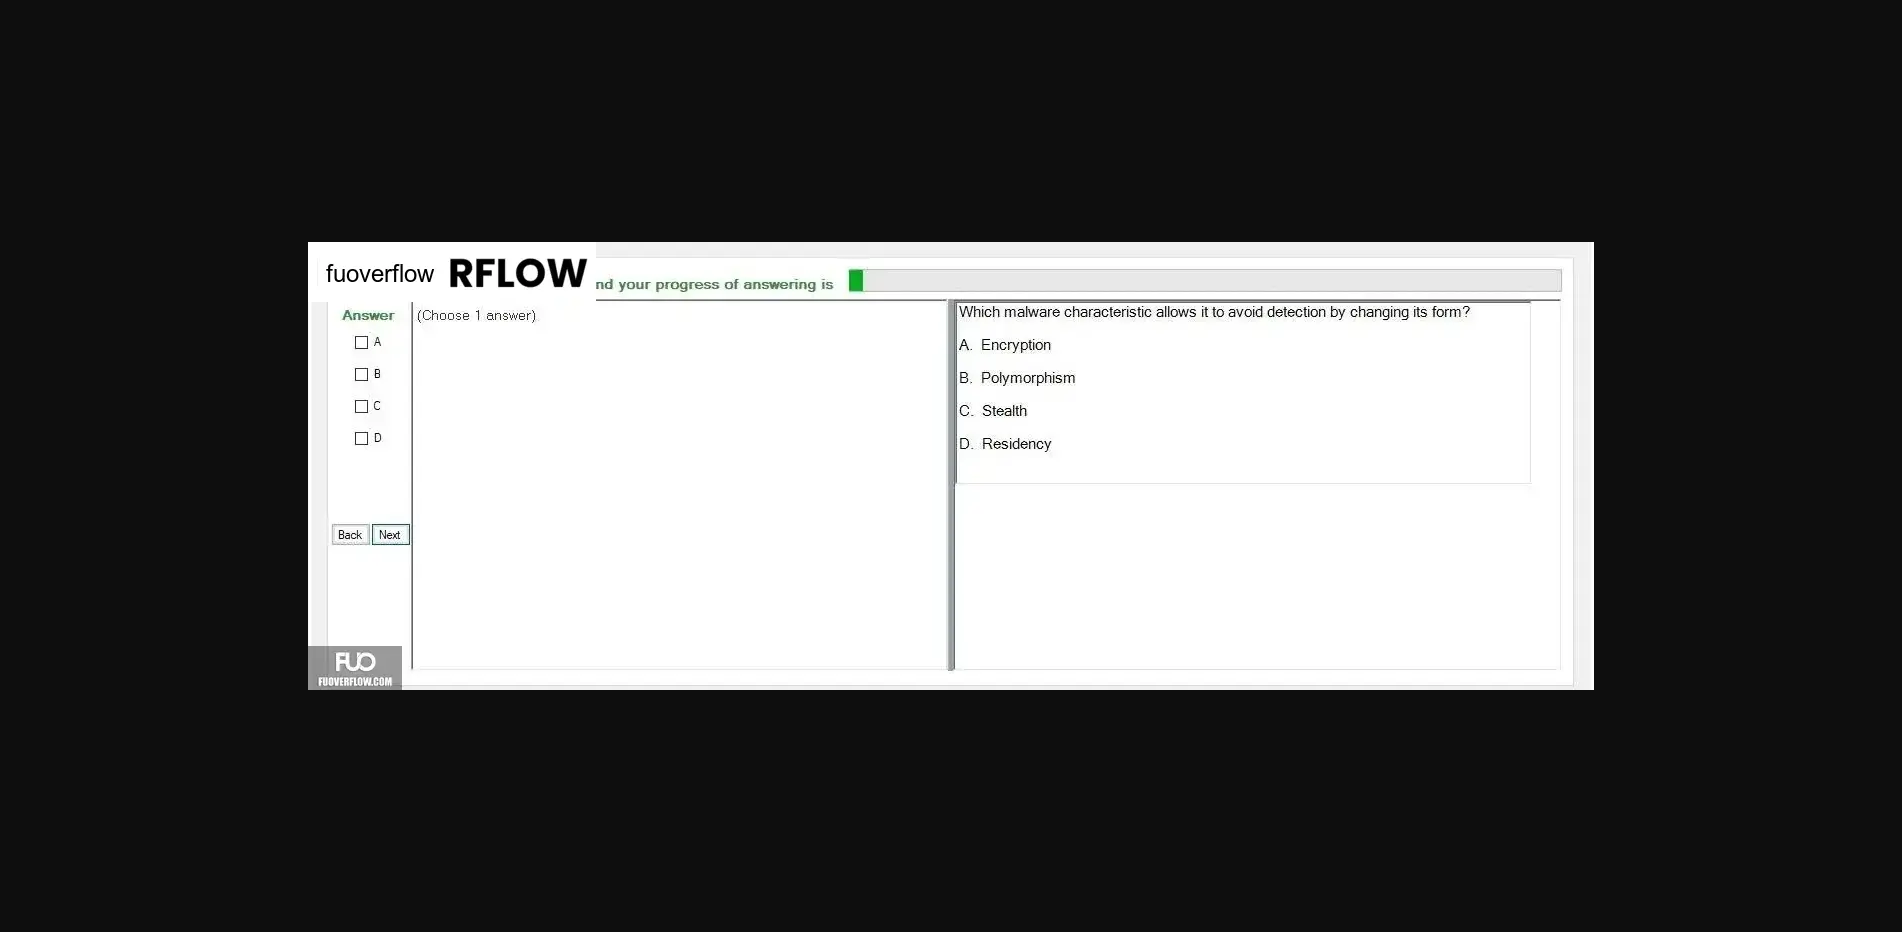 fuoverflow RFLOW
nd your progress of answering is
Answer
(Choose 1 answer)
A
B
C
D
Back Next
Which malware characteristic allows it to avoid detection by changing its form?
A. Encryption
B. Polymorphism
C. Stealth
D. Residency
FUO
FUOVERFLOW.COM